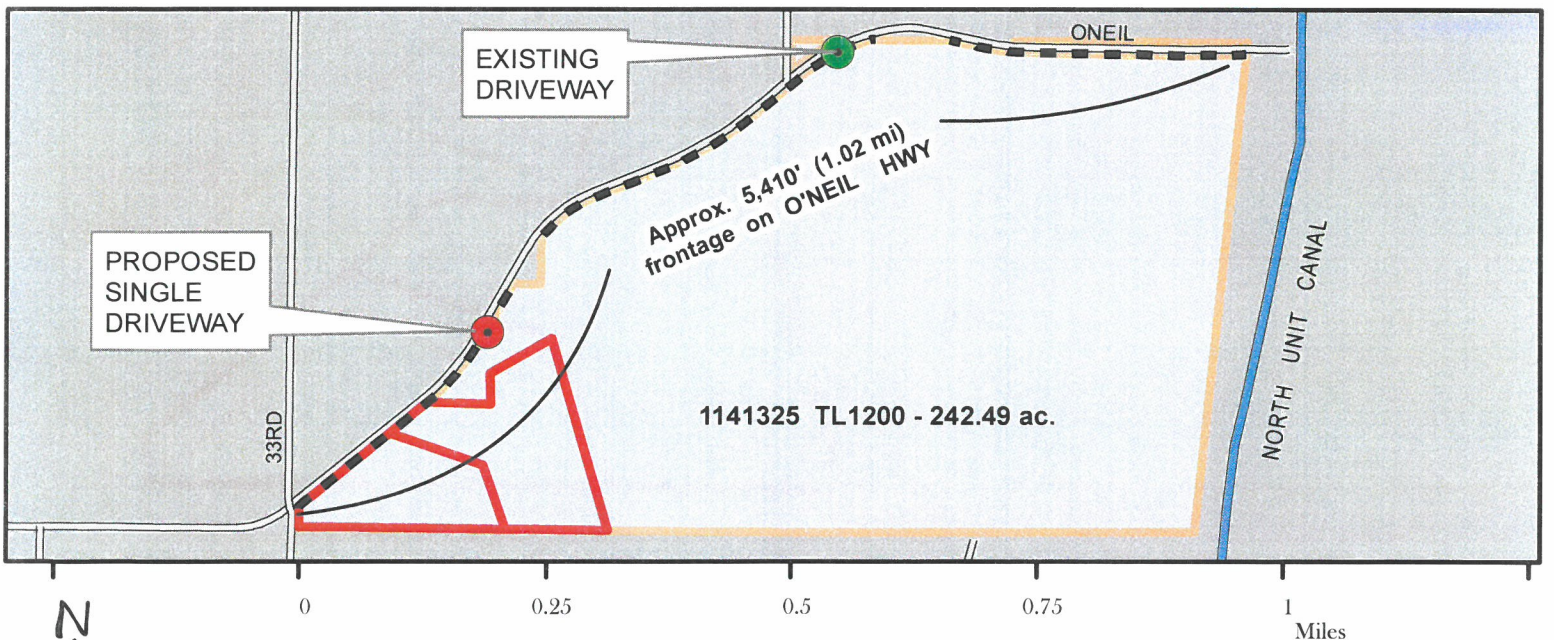 ONEIL
EXISTING
DRIVEWAY
Approx. 5,410' (1.02 mi)
frontage on O'NEIL HWY
PROPOSED
SINGLE
DRIVEWAY
NORTH UNIT CANAL
33RD
1141325 TL1200 - 242.49 ac.
0 0.25 0.5 0.75 1
Miles
N